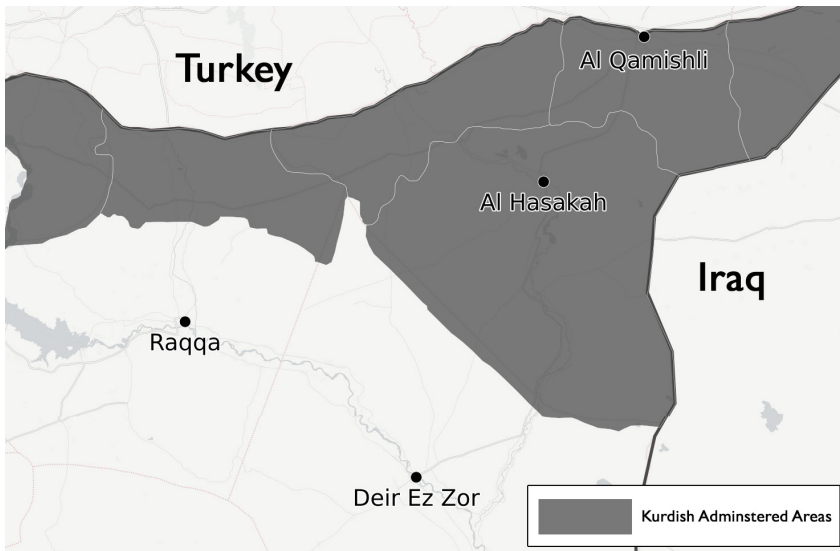 Turkey
Al Qamishli
Al Hasakah
Iraq
Raqqa
Deir Ez Zor
Kurdish Adminstered Areas